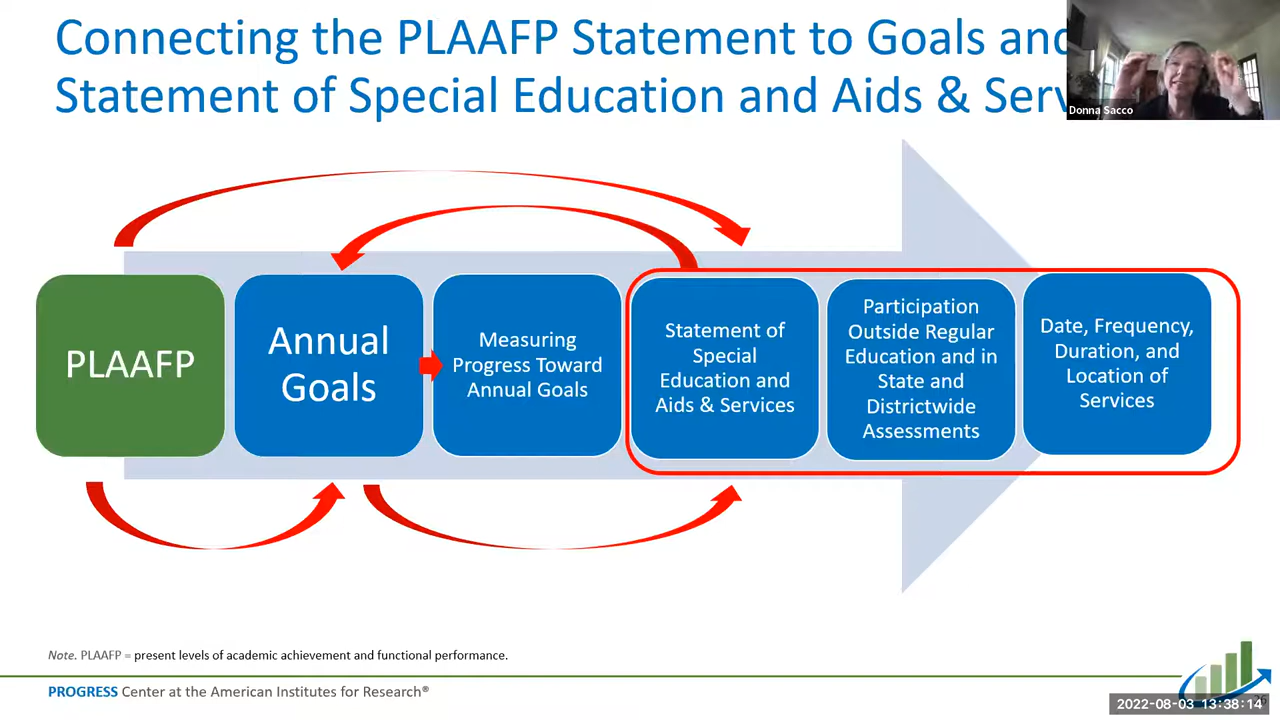 Connecting the PLAAFP Statement to Goals and
Statement of Special Education and Aids & Serv
Donna Sacco
PLAAFP
Annual
Goals
Measuring
Progress Toward
Annual Goals
Statement of
Special
Education and
Aids & Services
Participation
Outside Regular
Education and in
State and
Districtwide
Assessments
Date, Frequency,
Duration, and
Location of
Services
Note. PLAAFP = present levels of academic achievement and functional performance.
PROGRESS Center at the American Institutes for Research®
2022-08-03 13:38:14